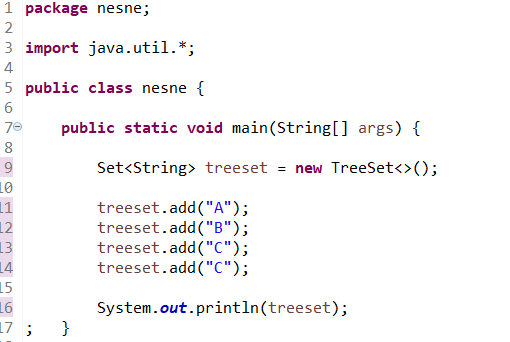 1 package nesne;
2
3 import java.util.*;
4
5 public class nesne {
6
7 public static void main(String[] args) {
8
9 Set<String> treeset = new TreeSet<>();
10
11 treeset.add("A");
12 treeset.add("B");
13 treeset.add("C");
14 treeset.add("C");
15
16 System.out.println(treeset);
17 ; }